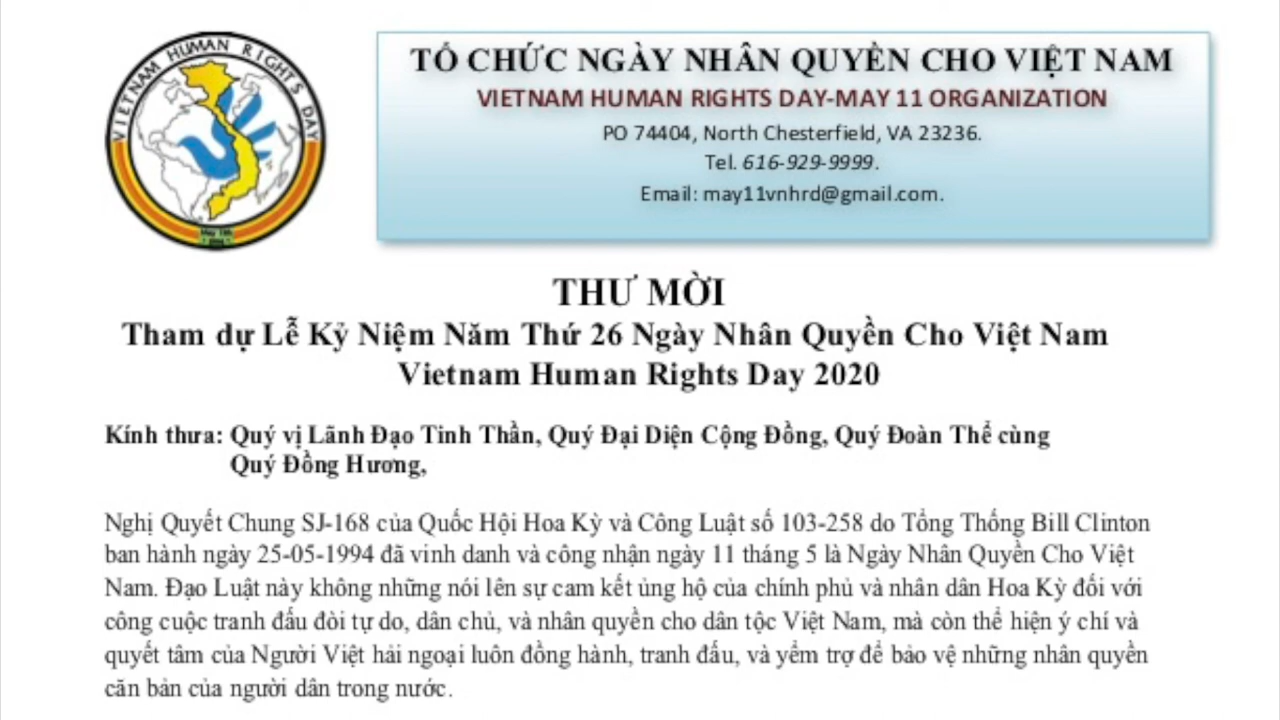 VIETNAM HUMAN RIGHTS DAY
TỔ CHỨC NGÀY NHÂN QUYỀN CHO VIỆT NAM
VIETNAM HUMAN RIGHTS DAY-MAY 11 ORGANIZATION
PO 74404, North Chesterfield, VA 23236.
Tel. 616-929-9999.
Email: may11vnhrd@gmail.com.
THƯ MỜI
Tham dự Lễ Kỷ Niệm Năm Thứ 26 Ngày Nhân Quyền Cho Việt Nam
Vietnam Human Rights Day 2020
Kính thưa: Quý vị Lãnh Đạo Tinh Thần, Quý Đại Diện Cộng Đồng, Quý Đoàn Thể cùng
Quý Đồng Hương,
Nghị Quyết Chung SJ-168 của Quốc Hội Hoa Kỳ và Công Luật số 103-258 do Tổng Thống Bill Clinton
ban hành ngày 25-05-1994 đã vinh danh và công nhận ngày 11 tháng 5 là Ngày Nhân Quyền Cho Việt
Nam. Đạo Luật này không những nói lên sự cam kết ủng hộ của chính phủ và nhân dân Hoa Kỳ đối với
công cuộc tranh đấu đòi tự do, dân chủ, và nhân quyền cho dân tộc Việt Nam, mà còn thể hiện ý chí và
quyết tâm của Người Việt hải ngoại luôn đồng hành, tranh đấu, và yểm trợ để bảo vệ những nhân quyền
căn bản của người dân trong nước.